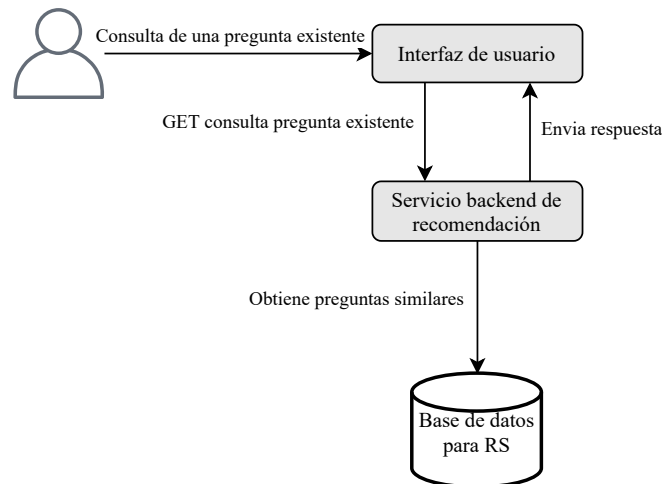 Consulta de una pregunta existente
Interfaz de usuario
GET consulta pregunta existente
Envia respuesta
Servicio backend de
recomendación
Obtiene preguntas similares
Base de datos
para RS